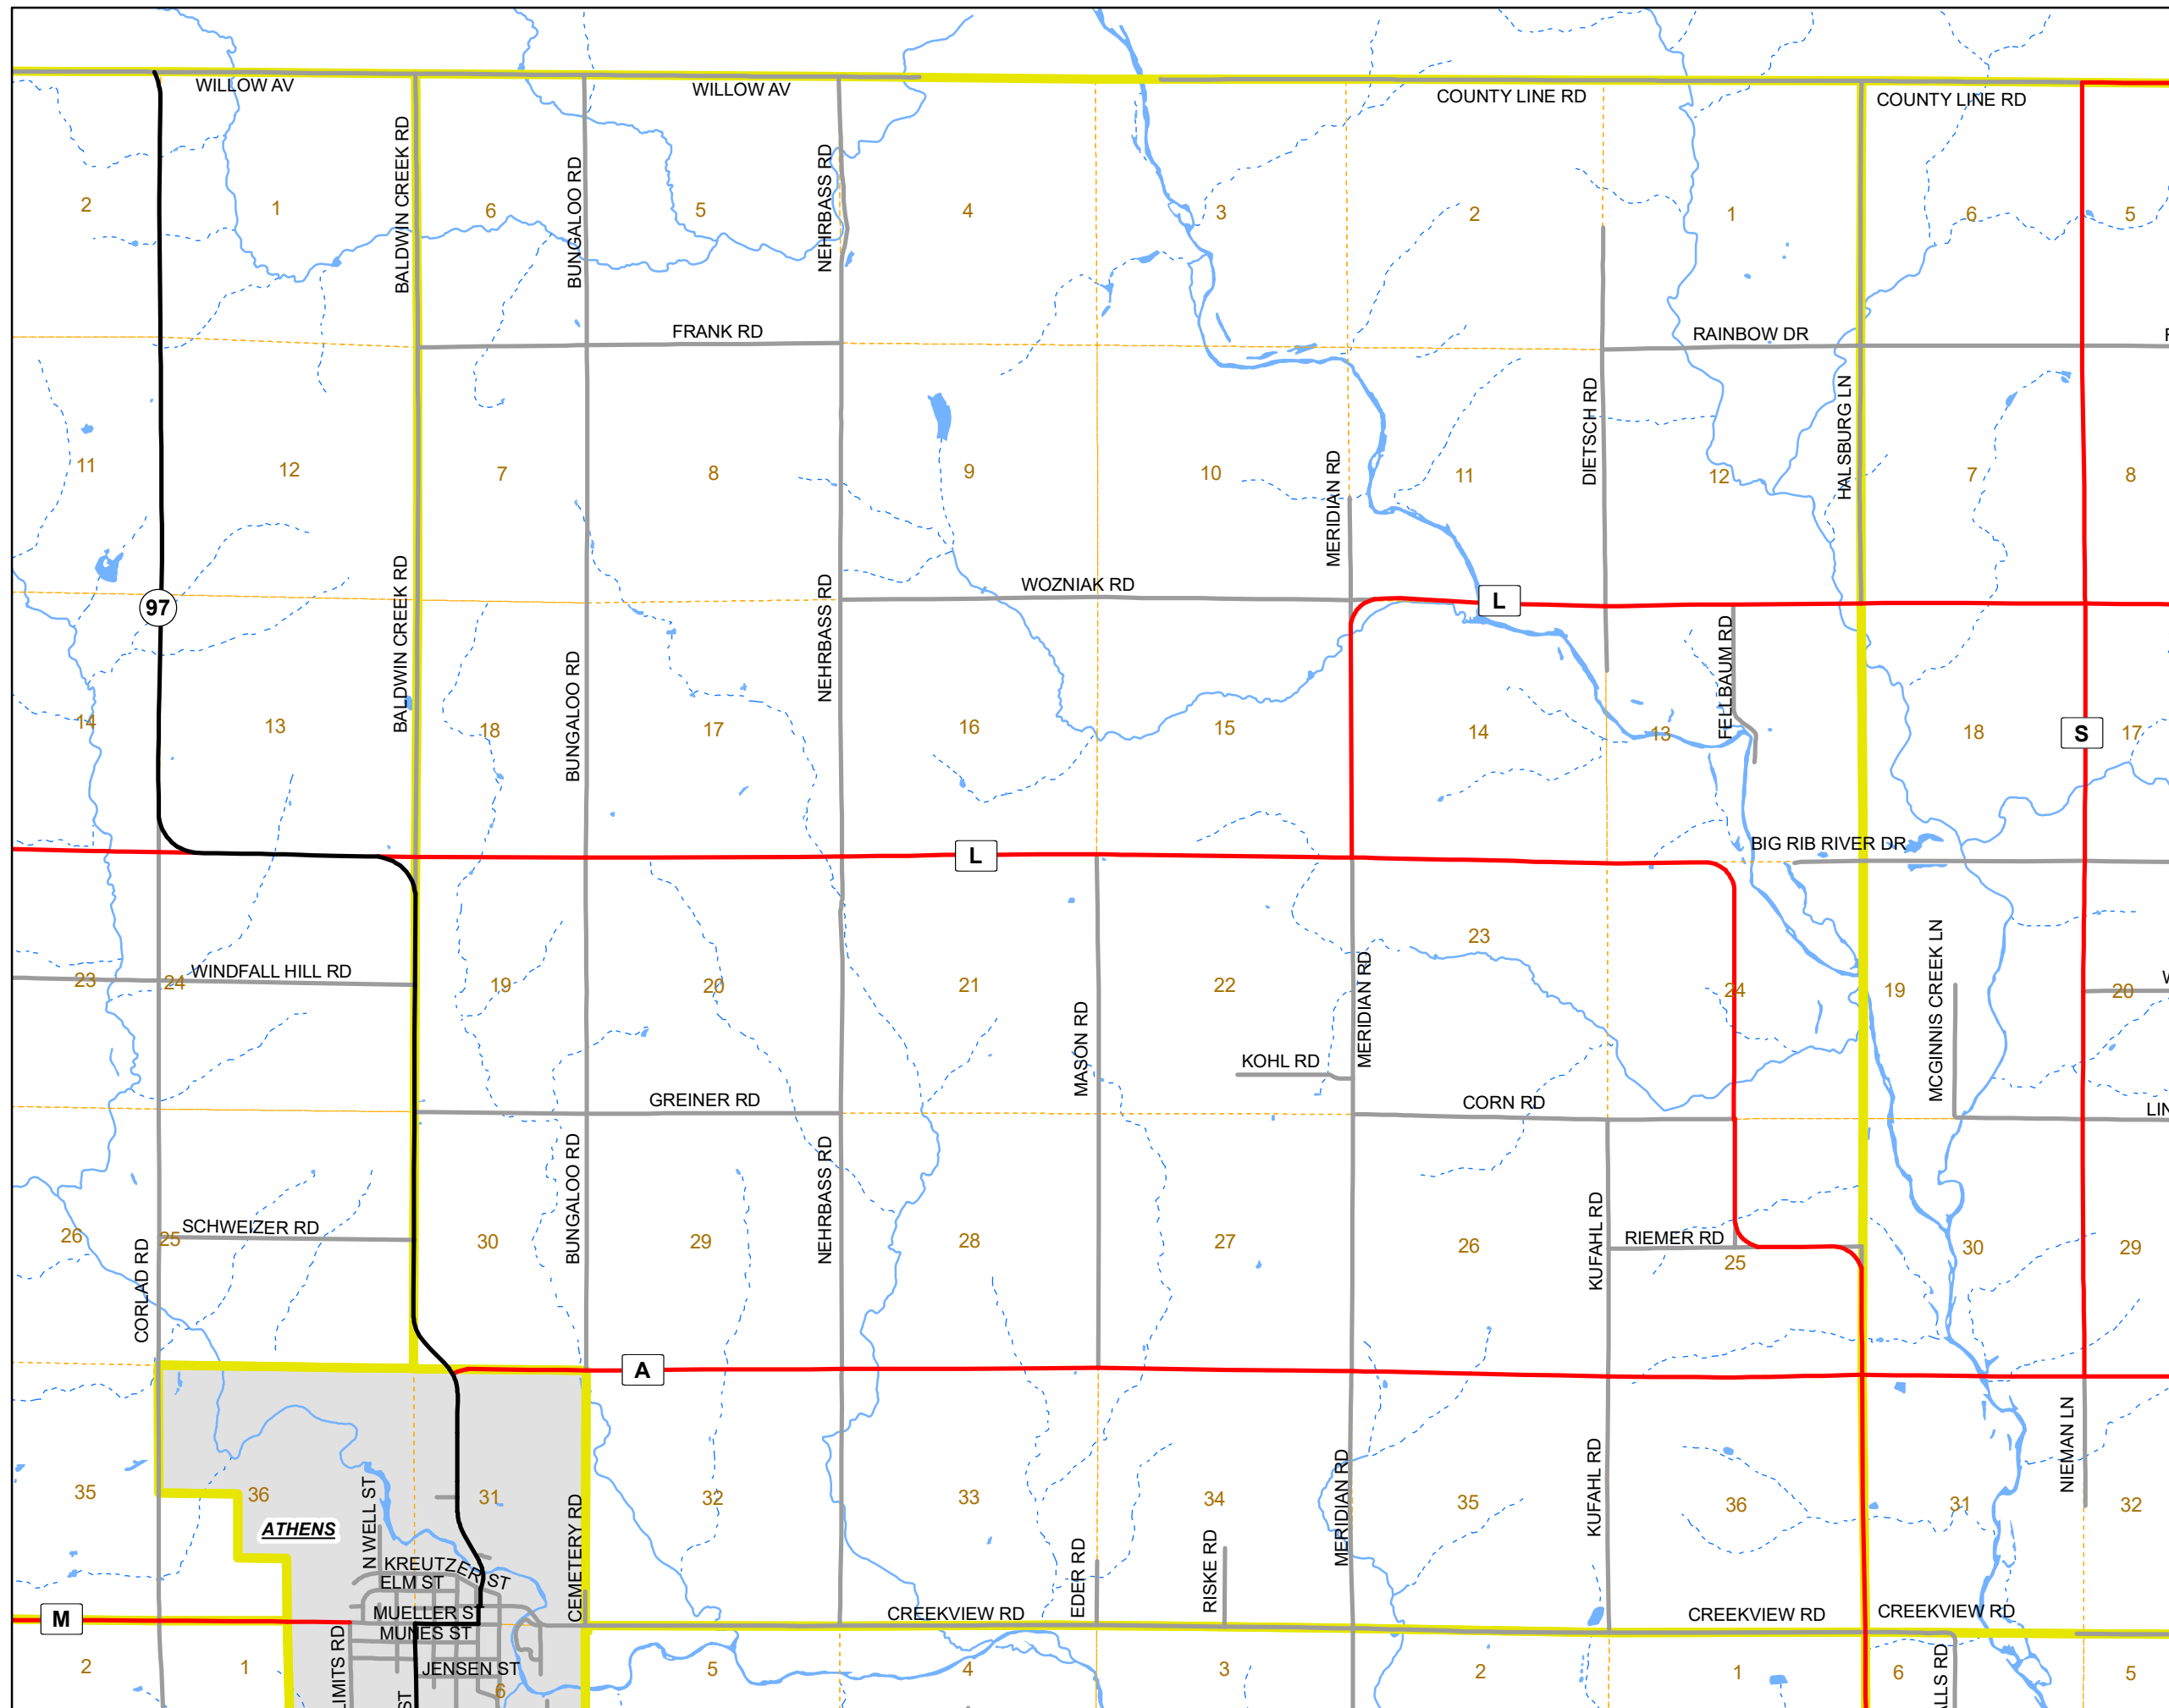 WILLOW AV
WILLOW AV
COUNTY LINE RD
COUNTY LINE RD
BALDWIN CREEK RD
BUNGALOO RD
NEHRBASS RD
2
1
6
5
4
3
2
1
6
5
FRANK RD
RAINBOW DR
DIETSCH RD
HALSBURG LN
MERIDIAN RD
11
12
7
8
9
10
11
12
7
8
97
BALDWIN CREEK RD
BUNGALOO RD
NEHRBASS RD
WOZNIAK RD
L
FELLBAUM RD
14
13
18
17
16
15
14
13
18
S
17
L
BIG RIB RIVER DR
23
24
WINDFALL HILL RD
19
20
21
22
23
24
19
20
MASON RD
MERIDIAN RD
MCGINNIS CREEK LN
KOHL RD
GREINER RD
CORN RD
LIN
26
25
SCHWEIZER RD
CORLAD RD
30
BUNGALOO RD
29
NEHRBASS RD
28
27
26
KUFAHL RD
RIEMER RD
25
30
29
A
35
36
ATHENS
N WELL ST
31
CEMETERY RD
32
33
34
35
36
31
32
EDER RD
RISKE RD
MERIDIAN RD
KUFAHL RD
NIEMAN LN
KREUTZER ST
ELM ST
MUELLER ST
MUNES ST
JENSEN ST
M
CREEKVIEW RD
CREEKVIEW RD
CREEKVIEW RD
LIMITS RD
ST
ALLS RD
2
1
6
5
4
3
2
1
6
5